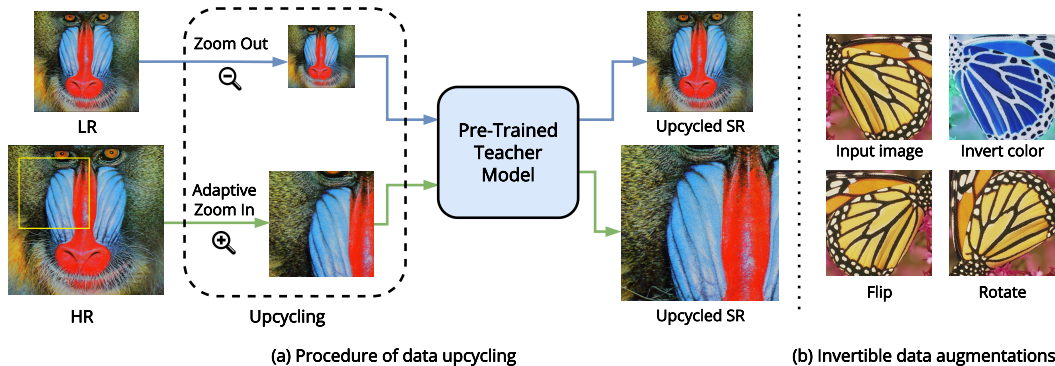 Zoom Out
LR
Upcycled SR
Pre-Trained
Teacher
Model
Adaptive
Zoom In
HR
Upcycling
Upcycled SR
(a) Procedure of data upcycling
Input image
Invert color
Flip
Rotate
(b) Invertible data augmentations